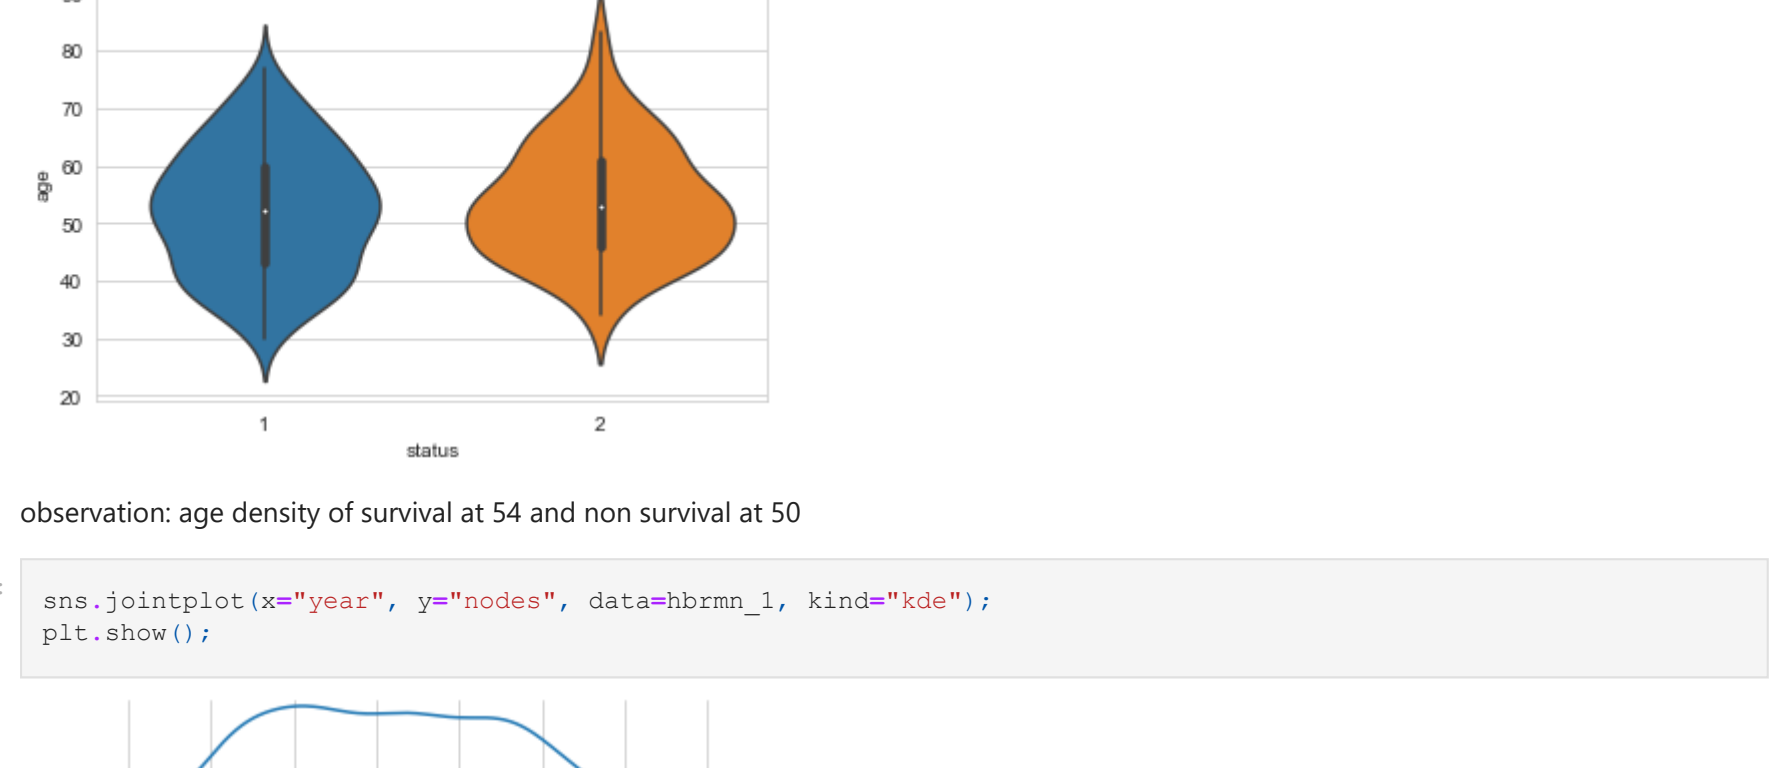 80
70
60
50
40
30
20
age
1 2
status
observation: age density of survival at 54 and non survival at 50
sns.jointplot(x="year", y="nodes", data=hbrmn_1, kind="kde");
plt.show();